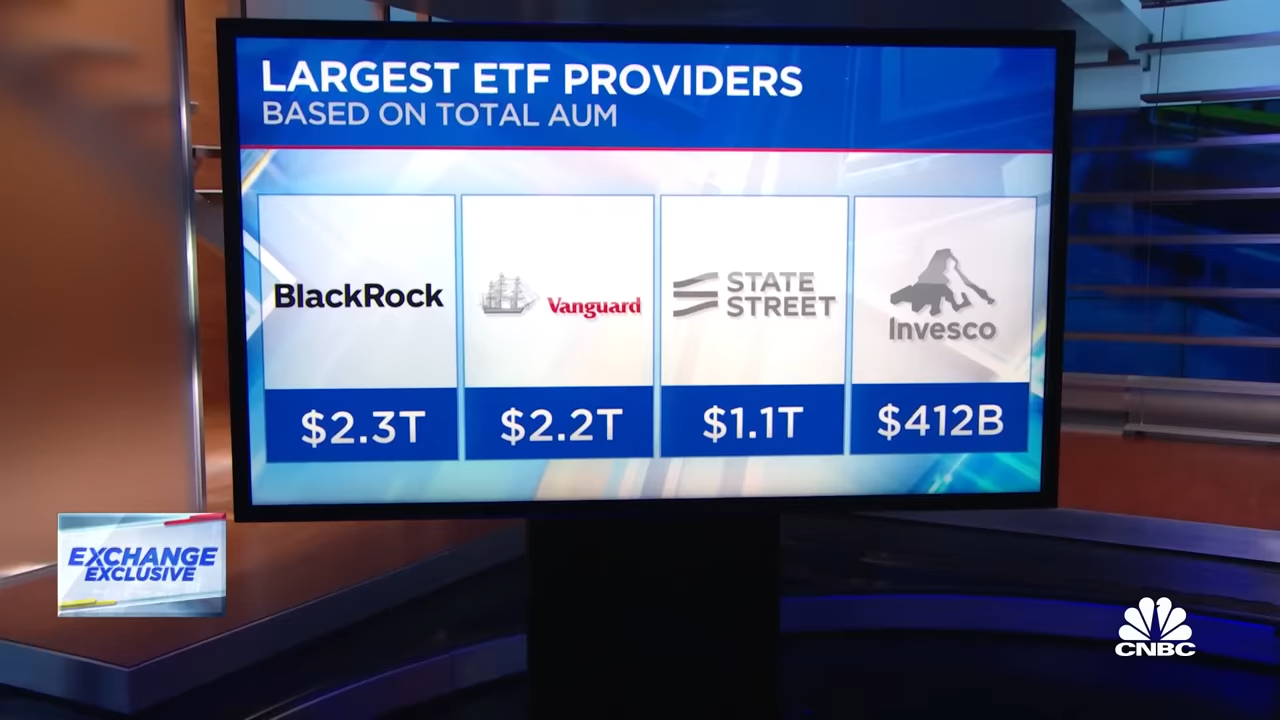 LARGEST ETF PROVIDERS
BASED ON TOTAL AUM
BlackRock
Vanguard
STATE
STREET
Invesco
$2.3T
$2.2T
$1.1T
$412B
EXCHANGE
EXCLUSIVE
CNBC